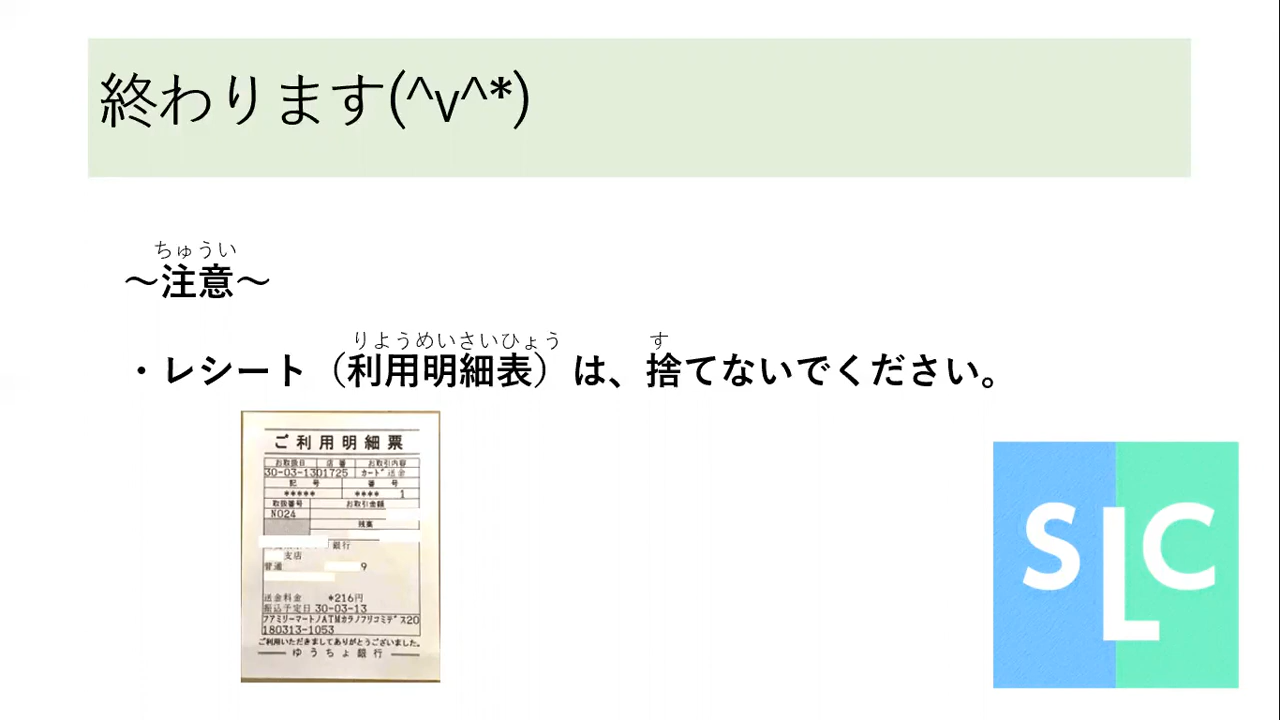 終わります(^v^*)
ちゅうい
～注意～
りようめいさいひょう す
・レシート（利用明細表）は、捨てないでください。
ご利用明細票
お取扱日 店番 お取引内容
30-03-13 01725 カード送金
記号 番号
***** **** 1
取扱番号 お取引金額
N024
残高
銀行
支店
普通 9
送金料金 *216円
振込予定日 30-03-13
フアミリーマートノATMカラノフリコミデス20
180313-1053
ご利用いただきましてありがとうございました。
ゆうちょ銀行
SLC